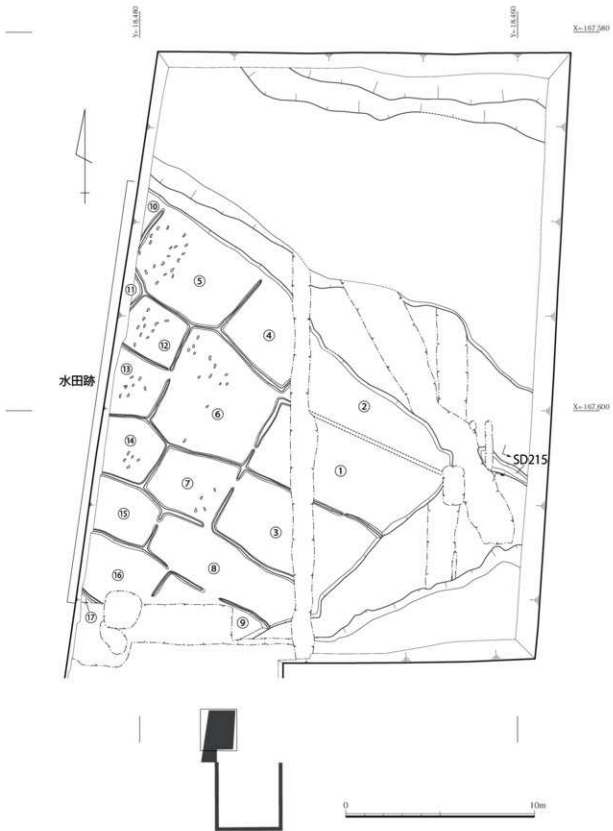 Y=-18,480
Y=-18,460
X=-167,580
⑩
⑤
⑪
④
⑫
⑬
水田跡
②
X=-167,600
⑥
⑭
①
SD215
⑦
⑮
③
⑧
⑯
⑰
⑨
0
10m